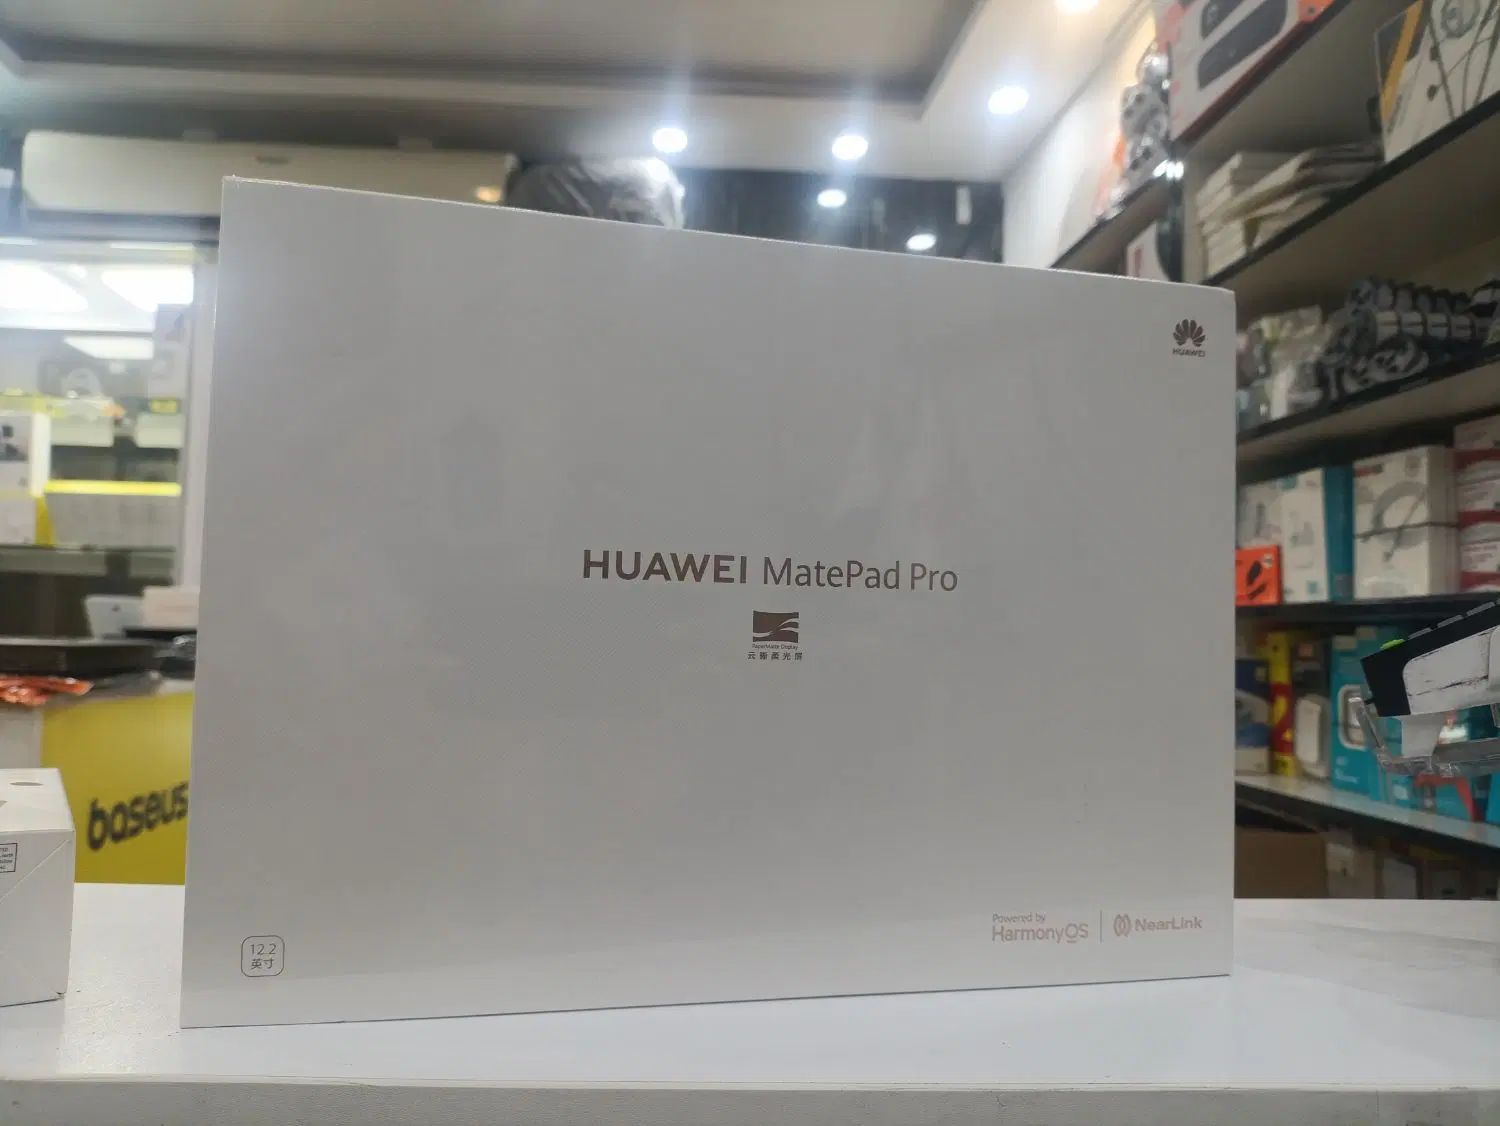 HUAWEI
HUAWEI MatePad Pro
PaperMatte Display
云晰柔光屏
12.2
英寸
Powered by
HarmonyOS
NearLink
baseus